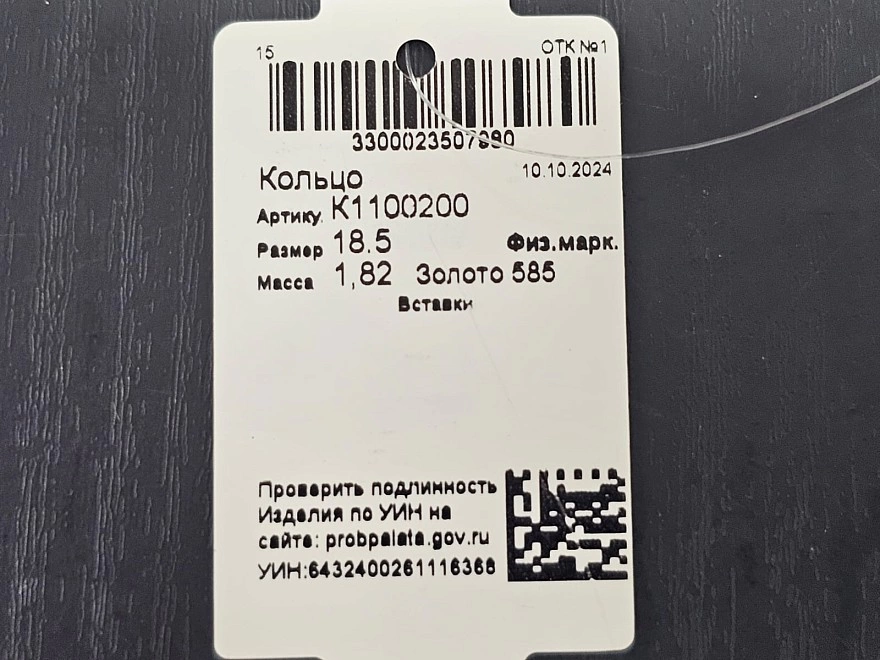 15 ОТК №1
3300023507890
10.10.2024
Кольцо
Артику. К1100200
Размер 18.5 Физ.марк.
Масса 1,82 Золото 585
Вставки
Проверить подлинность
Изделия по УИН на
сайте: probpalata.gov.ru
УИН:6432400261116368